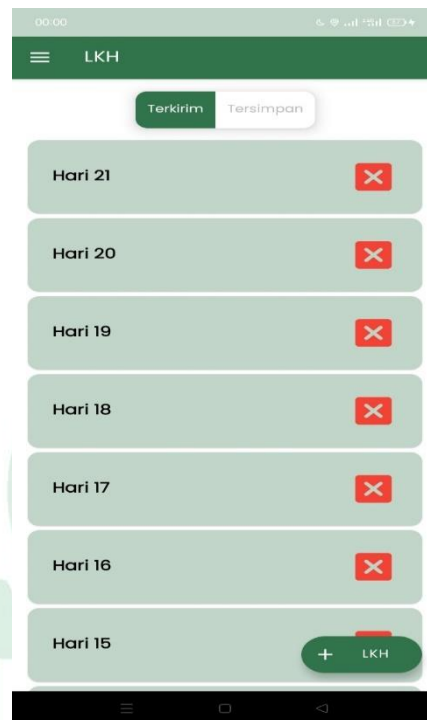 00:00
LKH
Terkirim Tersimpan
Hari 21
Hari 20
Hari 19
Hari 18
Hari 17
Hari 16
Hari 15
+ LKH